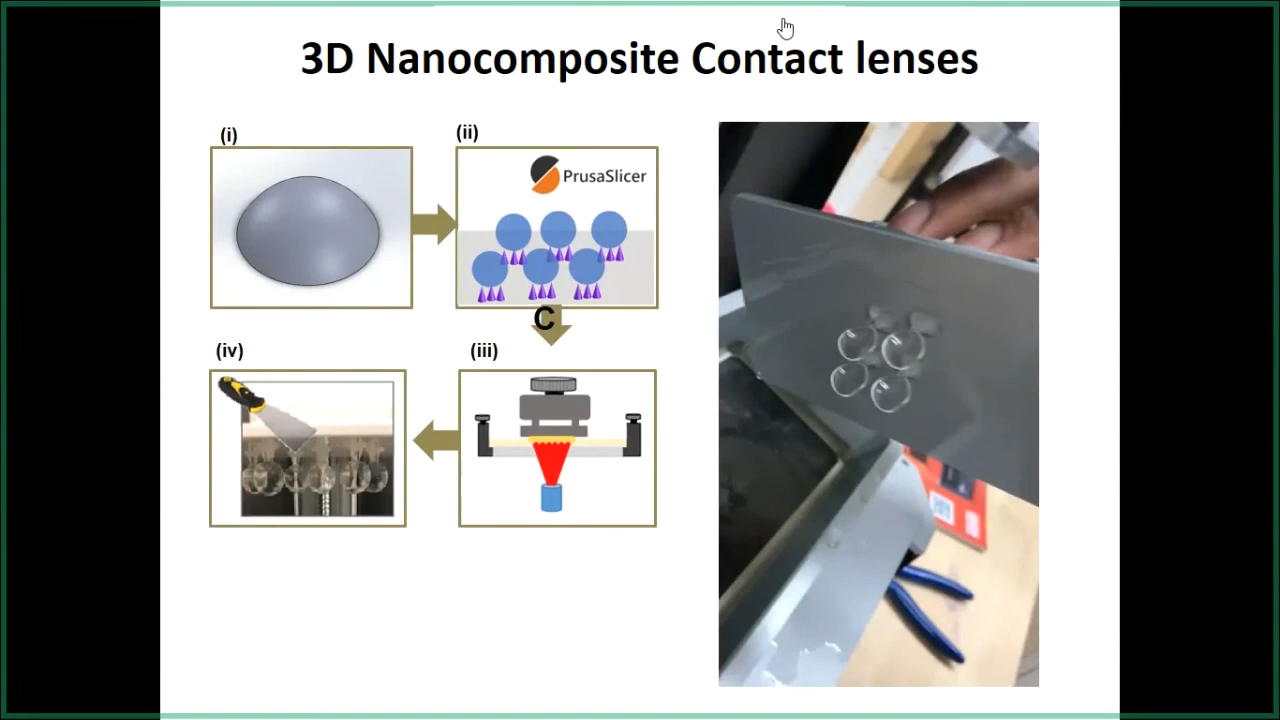 3D Nanocomposite Contact lenses
(i)
(ii)
PrusaSlicer
C
(iv)
(iii)